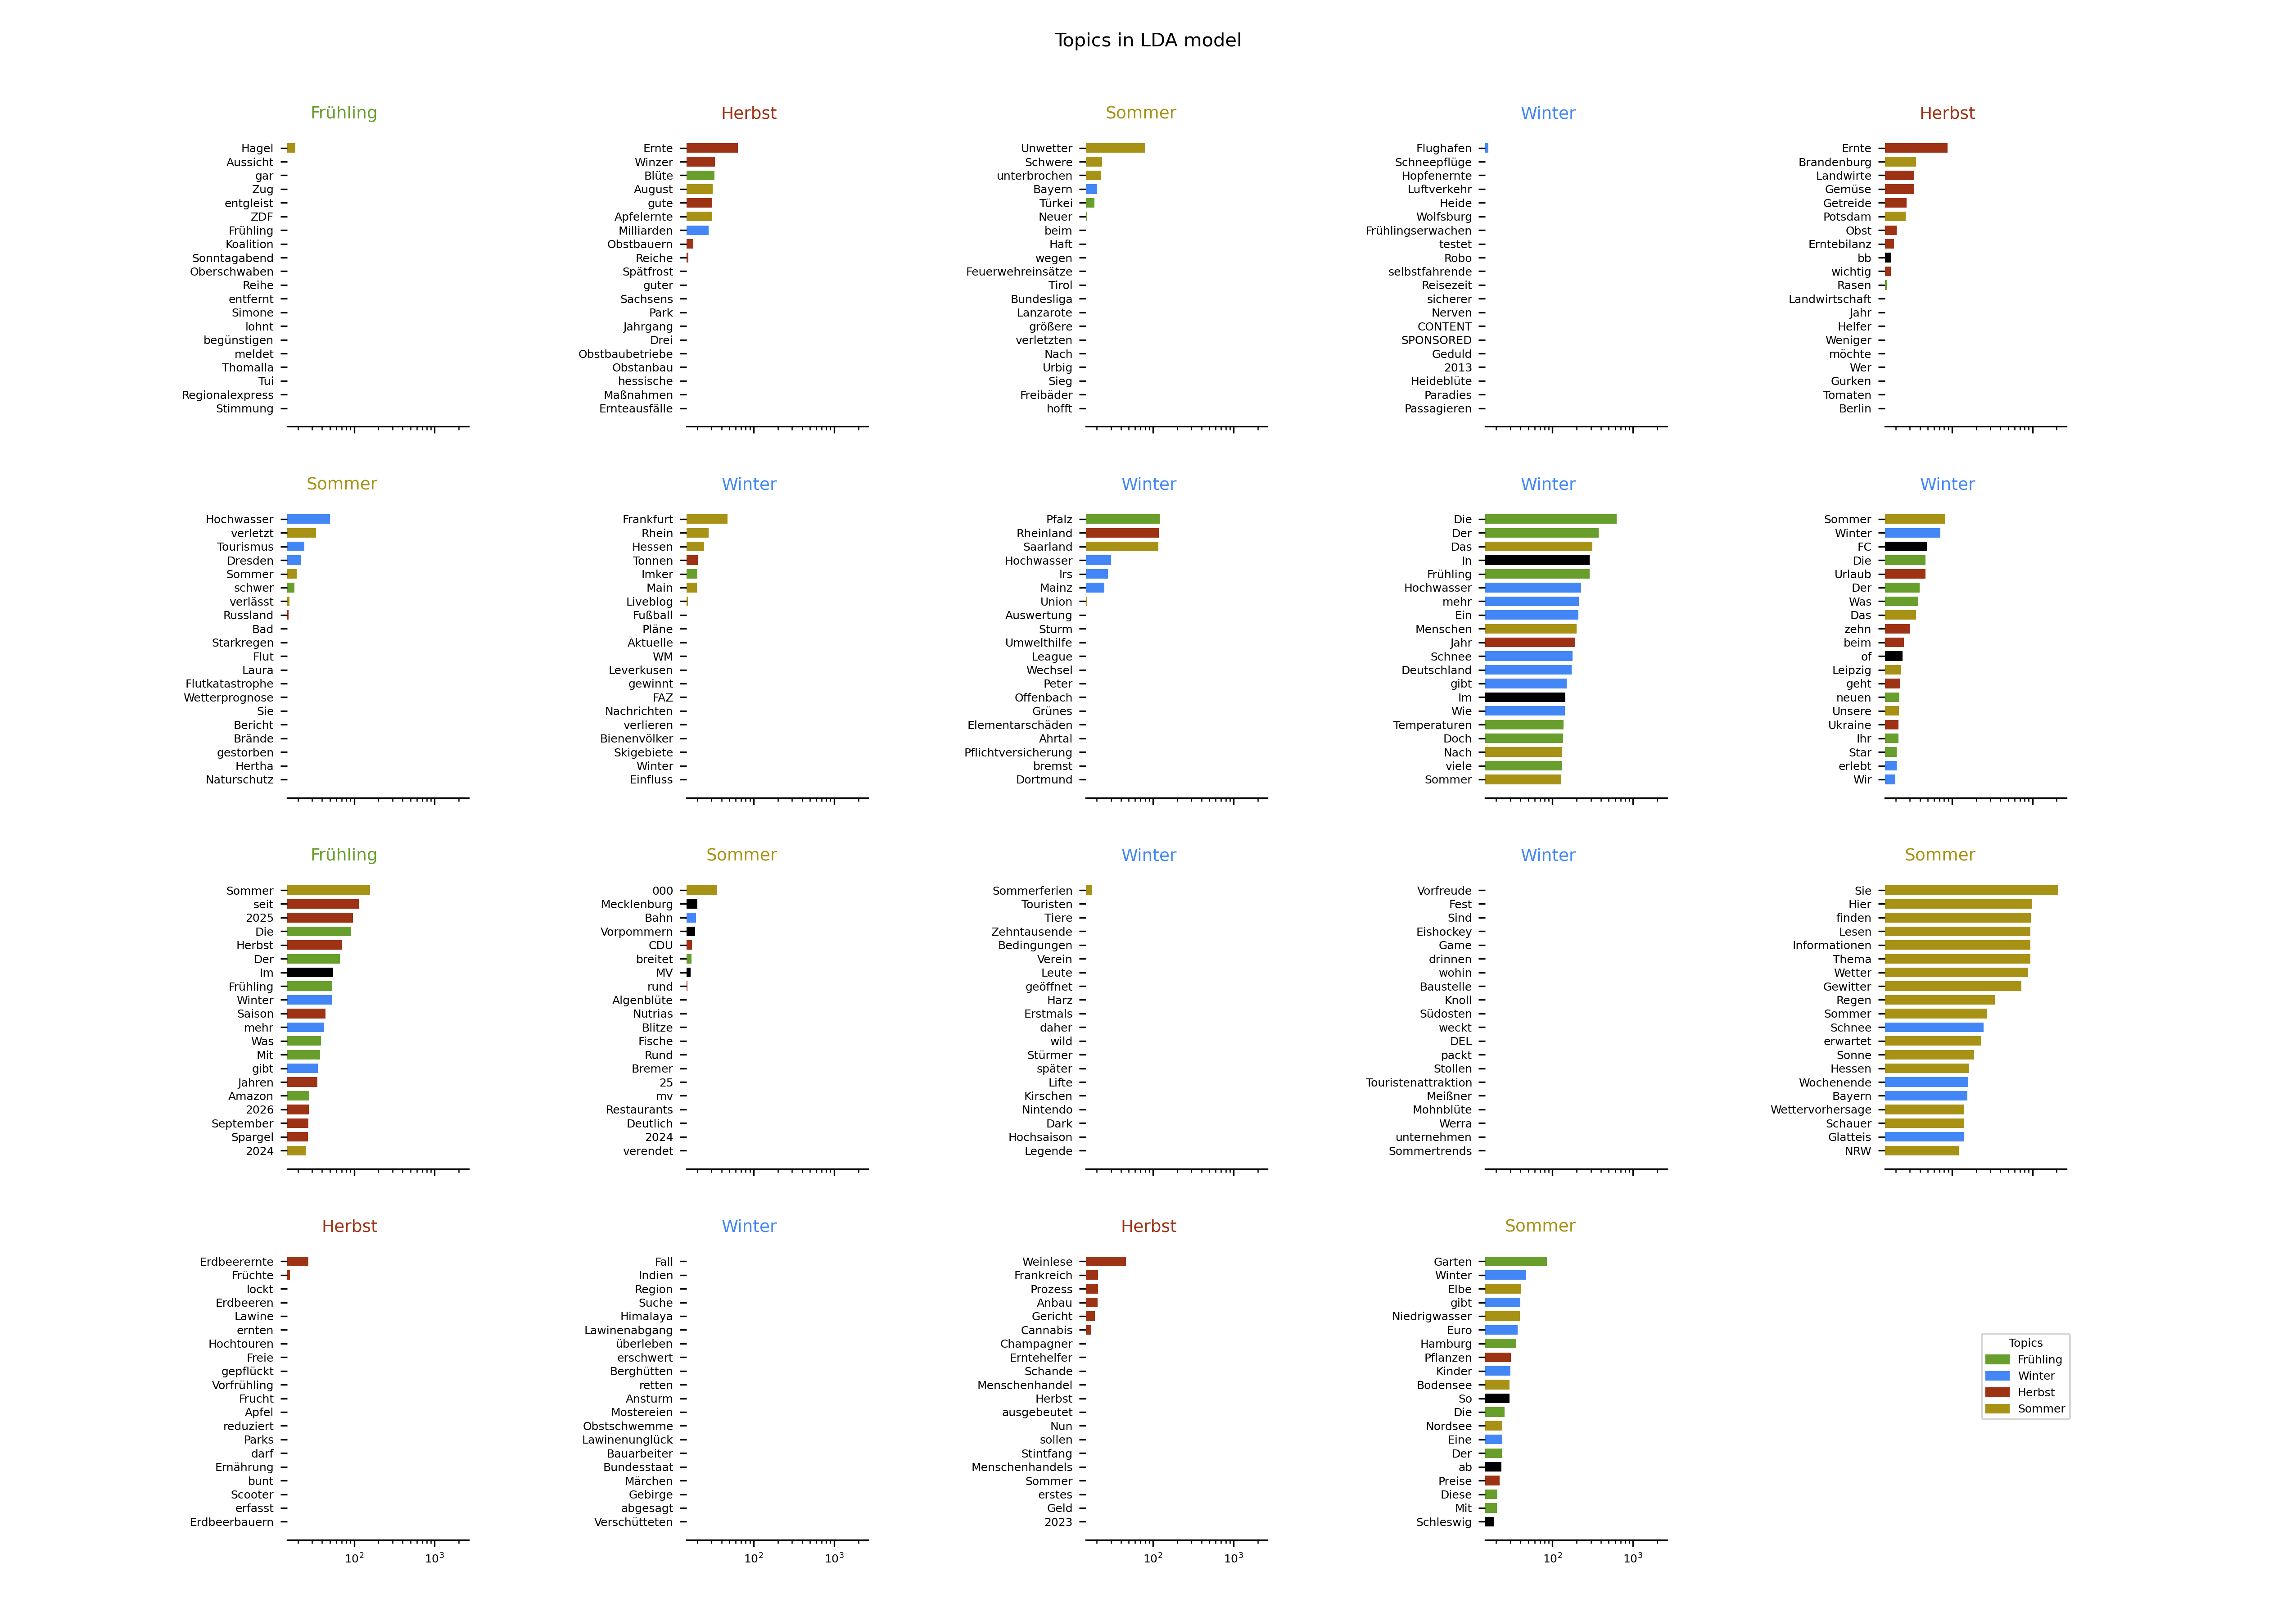 Topics in LDA model
Frühling
Hagel
Aussicht
gar
Zug
entgleist
ZDF
Frühling
Koalition
Sonntagabend
Oberschwaben
Reihe
entfernt
Simone
lohnt
begünstigen
meldet
Thomalla
Tui
Regionalexpress
Stimmung
Herbst
Ernte
Winzer
Blüte
August
gute
Apfelernte
Milliarden
Obstbauern
Reiche
Spätfrost
guter
Sachsens
Park
Jahrgang
Drei
Obstbaubetriebe
Obstanbau
hessische
Maßnahmen
Ernteausfälle
Sommer
Unwetter
Schwere
unterbrochen
Bayern
Türkei
Neuer
beim
Haft
wegen
Feuerwehreinsätze
Tirol
Bundesliga
Lanzarote
größere
verletzten
Nach
Urbig
Sieg
Freibäder
hofft
Winter
Flughafen
Schneepflüge
Hopfenernte
Luftverkehr
Heide
Wolfsburg
Frühlingserwachen
testet
Robo
selbstfahrende
Reisezeit
sicherer
Nerven
CONTENT
SPONSORED
Geduld
2013
Heideblüte
Paradies
Passagieren
Herbst
Ernte
Brandenburg
Landwirte
Gemüse
Getreide
Potsdam
Obst
Erntebilanz
bb
wichtig
Rasen
Landwirtschaft
Jahr
Helfer
Weniger
möchte
Wer
Gurken
Tomaten
Berlin
Sommer
Hochwasser
verletzt
Tourismus
Dresden
Sommer
schwer
verlässt
Russland
Bad
Starkregen
Flut
Laura
Flutkatastrophe
Wetterprognose
Sie
Bericht
Brände
gestorben
Hertha
Naturschutz
Winter
Frankfurt
Rhein
Hessen
Tonnen
Imker
Main
Liveblog
Fußball
Pläne
Aktuelle
WM
Leverkusen
gewinnt
FAZ
Nachrichten
verlieren
Bienenvölker
Skigebiete
Winter
Einfluss
Winter
Pfalz
Rheinland
Saarland
Hochwasser
lrs
Mainz
Union
Auswertung
Sturm
Umwelthilfe
League
Wechsel
Peter
Offenbach
Grünes
Elementarschäden
Ahrtal
Pflichtversicherung
bremst
Dortmund
Winter
Die
Der
Das
In
Frühling
Hochwasser
mehr
Ein
Menschen
Jahr
Schnee
Deutschland
gibt
Im
Wie
Temperaturen
Doch
Nach
viele
Sommer
Winter
Sommer
Winter
FC
Die
Urlaub
Der
Was
Das
zehn
beim
of
Leipzig
geht
neuen
Unsere
Ukraine
Ihr
Star
erlebt
Wir
Frühling
Sommer
seit
2025
Die
Herbst
Der
Im
Frühling
Winter
Saison
mehr
Was
Mit
gibt
Jahren
Amazon
2026
September
Spargel
2024
Sommer
000
Mecklenburg
Bahn
Vorpommern
CDU
breitet
MV
rund
Algenblüte
Nutrias
Blitze
Fische
Rund
Bremer
25
mv
Restaurants
Deutlich
2024
verendet
Winter
Sommerferien
Touristen
Tiere
Zehntausende
Bedingungen
Verein
Leute
geöffnet
Harz
Erstmals
daher
wild
Stürmer
später
Lifte
Kirschen
Nintendo
Dark
Hochsaison
Legende
Winter
Vorfreude
Fest
Sind
Eishockey
Game
drinnen
wohin
Baustelle
Knoll
Südosten
weckt
DEL
packt
Stollen
Touristenattraktion
Meißner
Mohnblüte
Werra
unternehmen
Sommertrends
Sommer
Sie
Hier
finden
Lesen
Informationen
Thema
Wetter
Gewitter
Regen
Sommer
Schnee
erwartet
Sonne
Hessen
Wochenende
Bayern
Wettervorhersage
Schauer
Glatteis
NRW
Herbst
Erdbeerernte
Früchte
lockt
Erdbeeren
Lawine
ernten
Hochtouren
Freie
gepflückt
Vorfrühling
Frucht
Apfel
reduziert
Parks
darf
Ernährung
bunt
Scooter
erfasst
Erdbeerbauern
10² 10³
Winter
Fall
Indien
Region
Suche
Himalaya
Lawinenabgang
überleben
erschwert
Berghütten
retten
Ansturm
Mostereien
Obstschwemme
Lawinenunglück
Bauarbeiter
Bundesstaat
Märchen
Gebirge
abgesagt
Verschütteten
10² 10³
Herbst
Weinlese
Frankreich
Prozess
Anbau
Gericht
Cannabis
Champagner
Erntehelfer
Schande
Menschenhandel
Herbst
ausgebeutet
Nun
sollen
Stintfang
Menschenhandels
Sommer
erstes
Geld
2023
10² 10³
Sommer
Garten
Winter
Elbe
gibt
Niedrigwasser
Euro
Hamburg
Pflanzen
Kinder
Bodensee
So
Die
Nordsee
Eine
Der
ab
Preise
Diese
Mit
Schleswig
10² 10³
Topics
Frühling
Winter
Herbst
Sommer